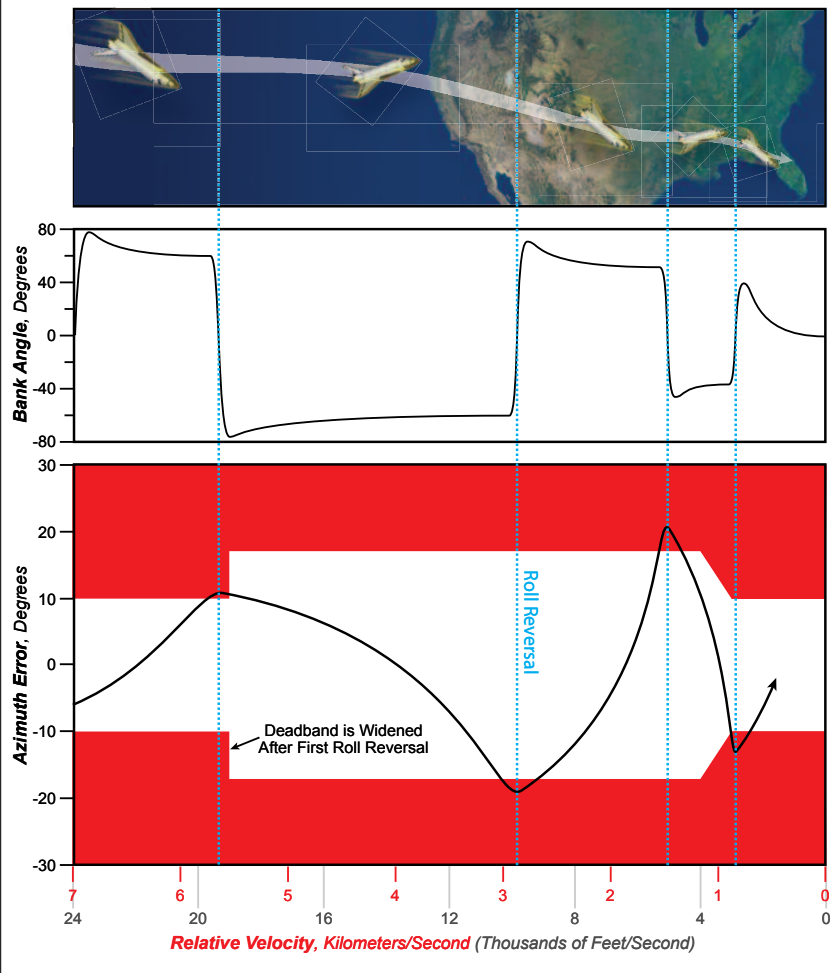 80
40
0
-40
-80
Bank Angle, Degrees
30
20
10
0
-10
-20
-30
Azimuth Error, Degrees
Roll Reversal
Deadband is Widened
After First Roll Reversal
7 6 5 4 3 2 1 0
24 20 16 12 8 4 0
Relative Velocity, Kilometers/Second (Thousands of Feet/Second)